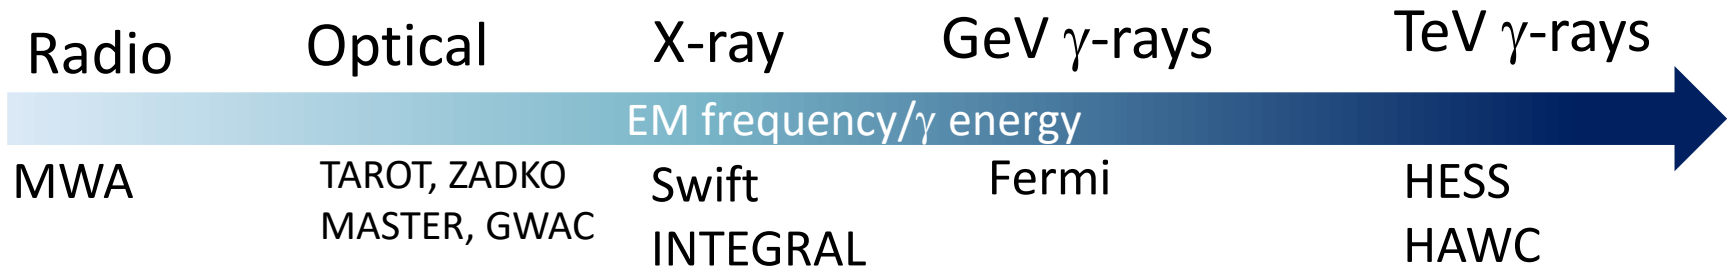 Radio
Optical
X-ray
GeV γ-rays
TeV γ-rays
EM frequency/γ energy
MWA
TAROT, ZADKO
MASTER, GWAC
Swift
INTEGRAL
Fermi
HESS
HAWC